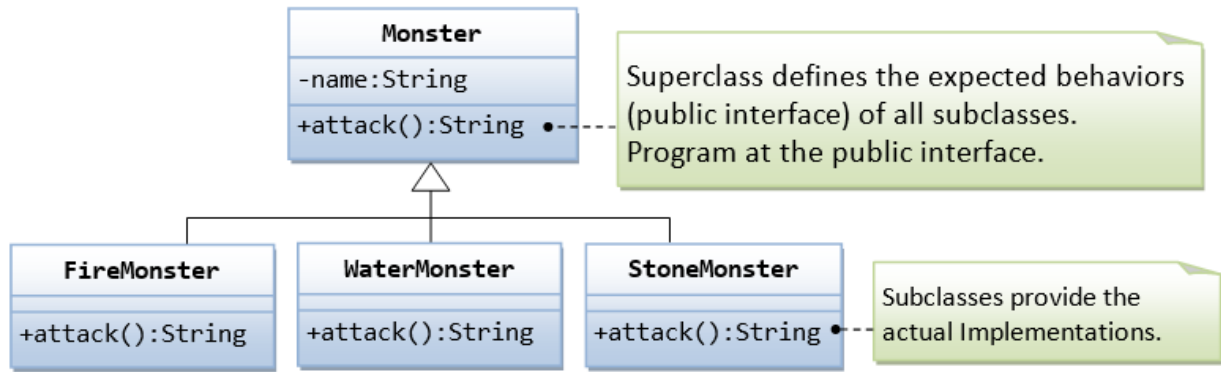 Monster
-name:String
+attack():String
Superclass defines the expected behaviors
(public interface) of all subclasses.
Program at the public interface.
FireMonster
+attack():String
WaterMonster
+attack():String
StoneMonster
+attack():String
Subclasses provide the
actual Implementations.